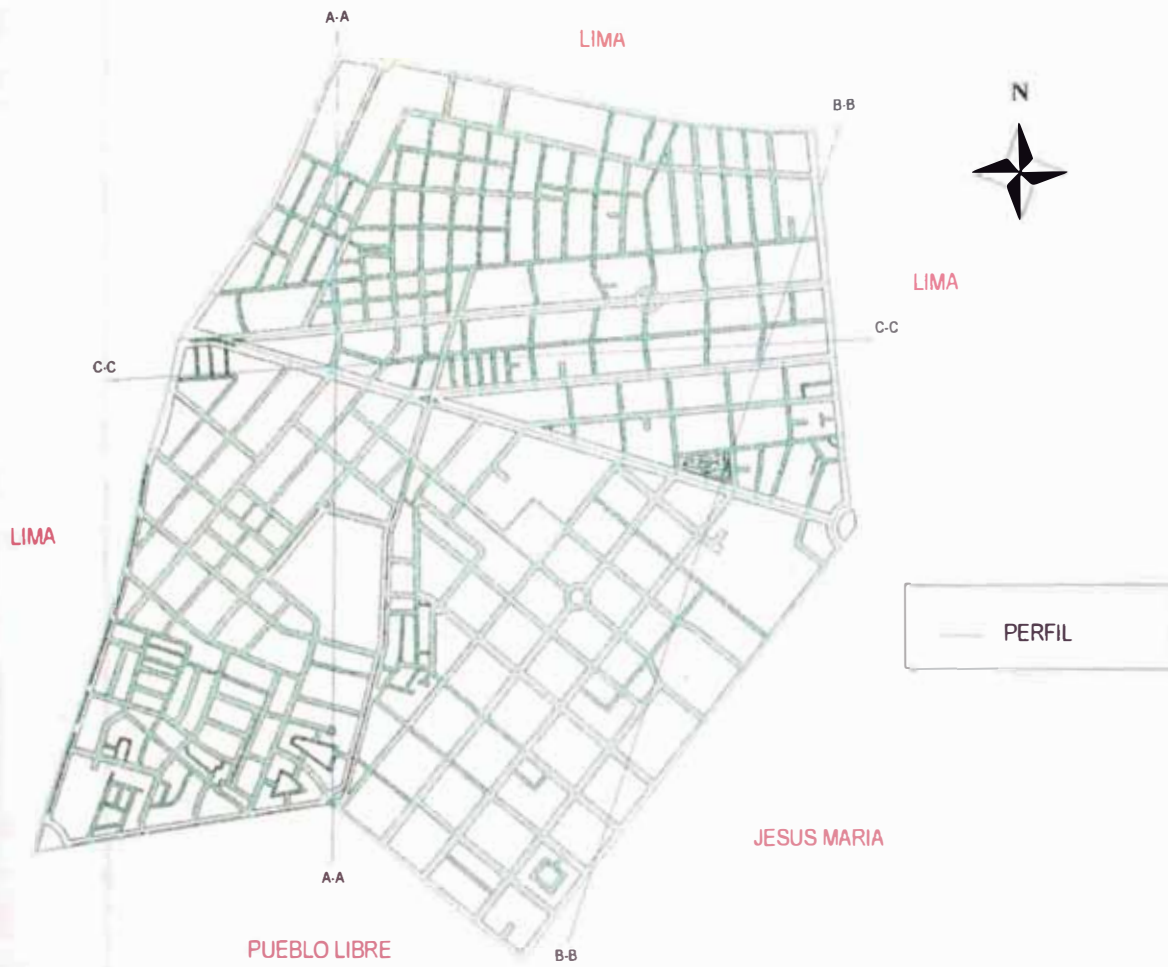 A-A
LIMA
N
B-B
LIMA
C-C
C-C
LIMA
PERFIL
JESUS MARIA
A-A
PUEBLO LIBRE
B-B